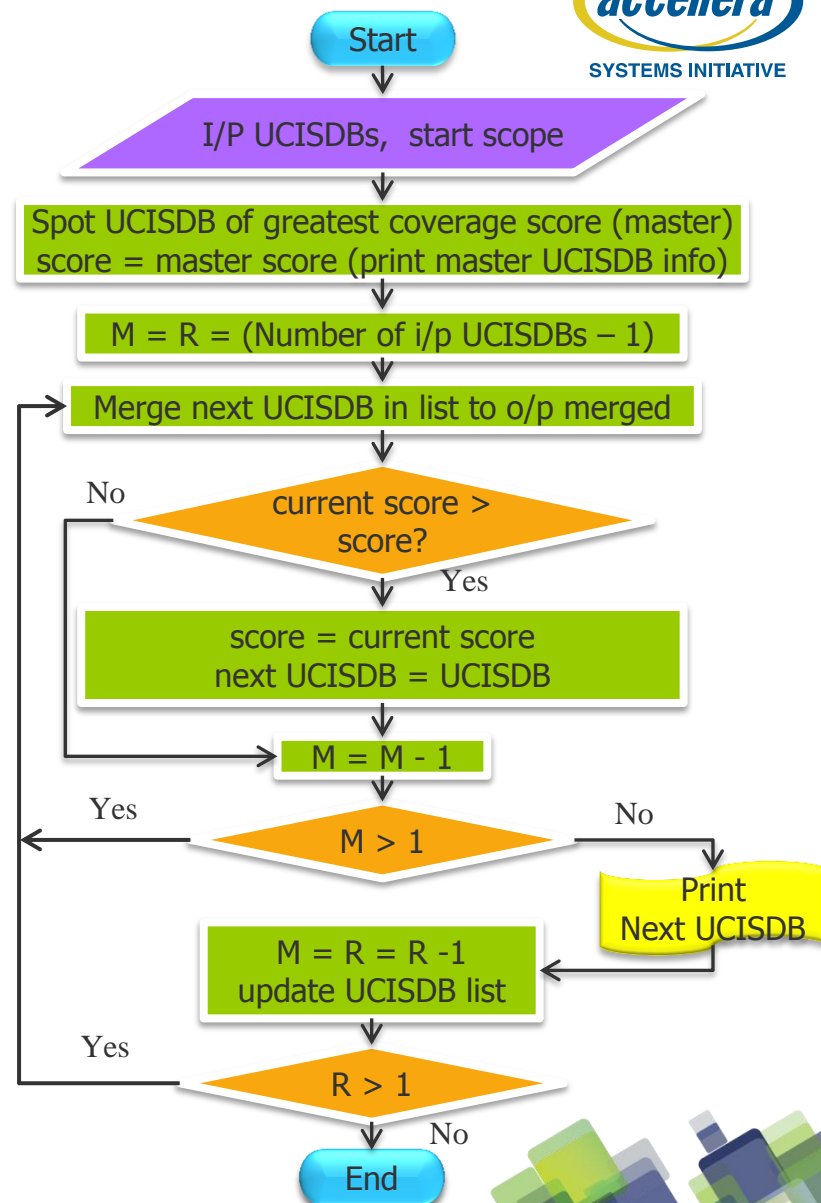 accellera
SYSTEMS INITIATIVE
Start
I/P UCISDBs, start scope
Spot UCISDB of greatest coverage score (master)
score = master score (print master UCISDB info)
M = R = (Number of i/p UCISDBs – 1)
Merge next UCISDB in list to o/p merged
No
current score >
score?
Yes
score = current score
next UCISDB = UCISDB
M = M - 1
Yes
M > 1
No
Print
Next UCISDB
M = R = R -1
update UCISDB list
Yes
R > 1
No
End